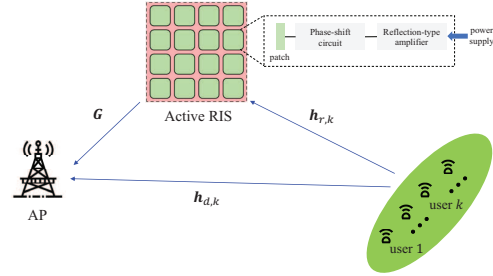 patch
Phase-shift
circuit
Reflection-type
amplifier
power
supply
Active RIS
G
h_{r,k}
h_{d,k}
AP
user k
user 1